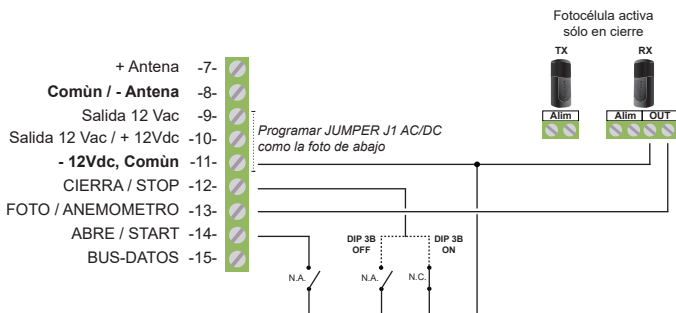 Fotocélula activa
sólo en cierre
TX
RX
Alim
Alim
OUT
+ Antena -7-
Comùn / - Antena -8-
Salida 12 Vac -9-
Salida 12 Vac / + 12Vdc -10-
- 12Vdc, Comùn -11-
CIERRA / STOP -12-
FOTO / ANEMOMETRO -13-
ABRE / START -14-
BUS-DATOS -15-
Programar JUMPER J1 AC/DC
como la foto de abajo
DIP 3B
OFF
DIP 3B
ON
N.A.
N.A.
N.C.